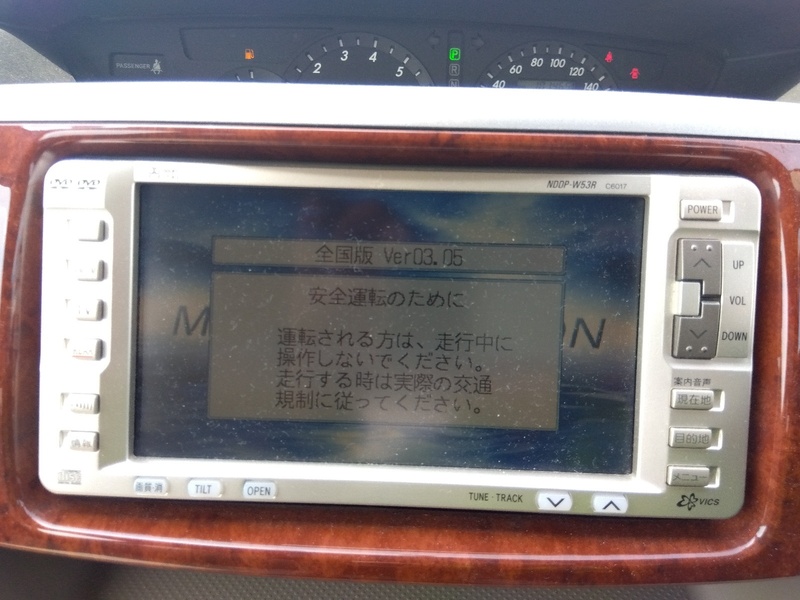 PASSENGER
2 3 4 5
P
R
N
40 60 80 100 120 140
NDDP-W53R C6017
POWER
全国版 Ver03.05
UP
安全運転のために
VOL
運転される方は、走行中に
DOWN
操作しないでください。
走行する時は実際の交通
規制に従ってください。
案内音声
現在地
目的地
メニュー
画質・消
TILT
OPEN
TUNE・TRACK
VICS